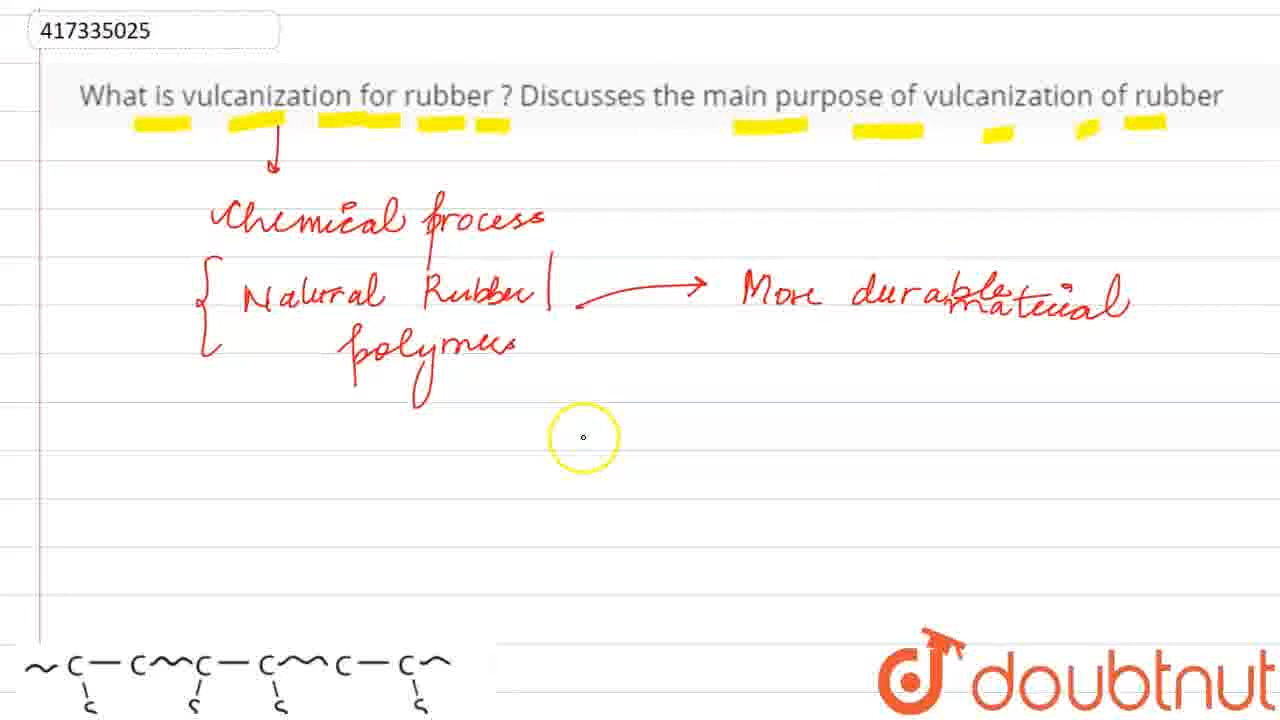 417335025
What is vulcanization for rubber ? Discusses the main purpose of vulcanization of rubber
Chemical process
Natural Rubber → More durable material
polymers
~ C — C ~ C — C ~ C — C ~
S S S S
doubtnut